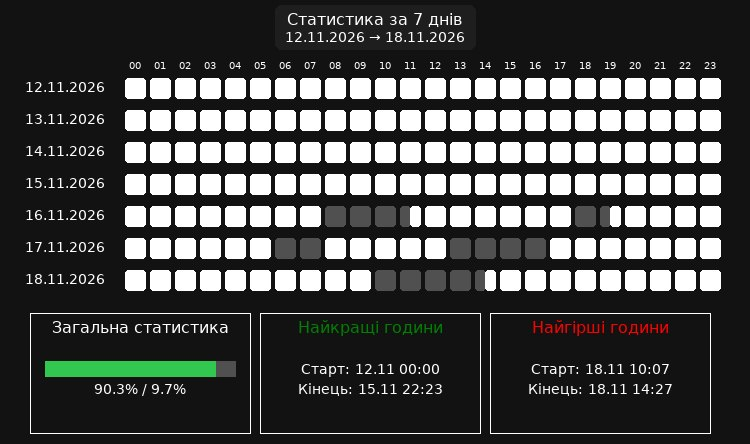 Статистика за 7 днів
12.11.2026 → 18.11.2026
00 01 02 03 04 05 06 07 08 09 10 11 12 13 14 15 16 17 18 19 20 21 22 23
12.11.2026
13.11.2026
14.11.2026
15.11.2026
16.11.2026
17.11.2026
18.11.2026
Загальна статистика
90.3% / 9.7%
Найкращі години
Старт: 12.11 00:00
Кінець: 15.11 22:23
Найгірші години
Старт: 18.11 10:07
Кінець: 18.11 14:27